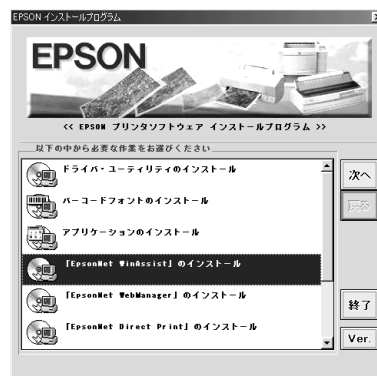 EPSON インストールプログラム
EPSON
<< EPSON プリンタソフトウェア インストールプログラム >>
以下の中から必要な作業をお選びください
ドライバ・ユーティリティのインストール
バーコードフォントのインストール
アプリケーションのインストール
「EpsonNet WinAssist」のインストール
「EpsonNet WebManager」のインストール
「EpsonNet Direct Print」のインストール
次へ
戻る
終了
Ver.